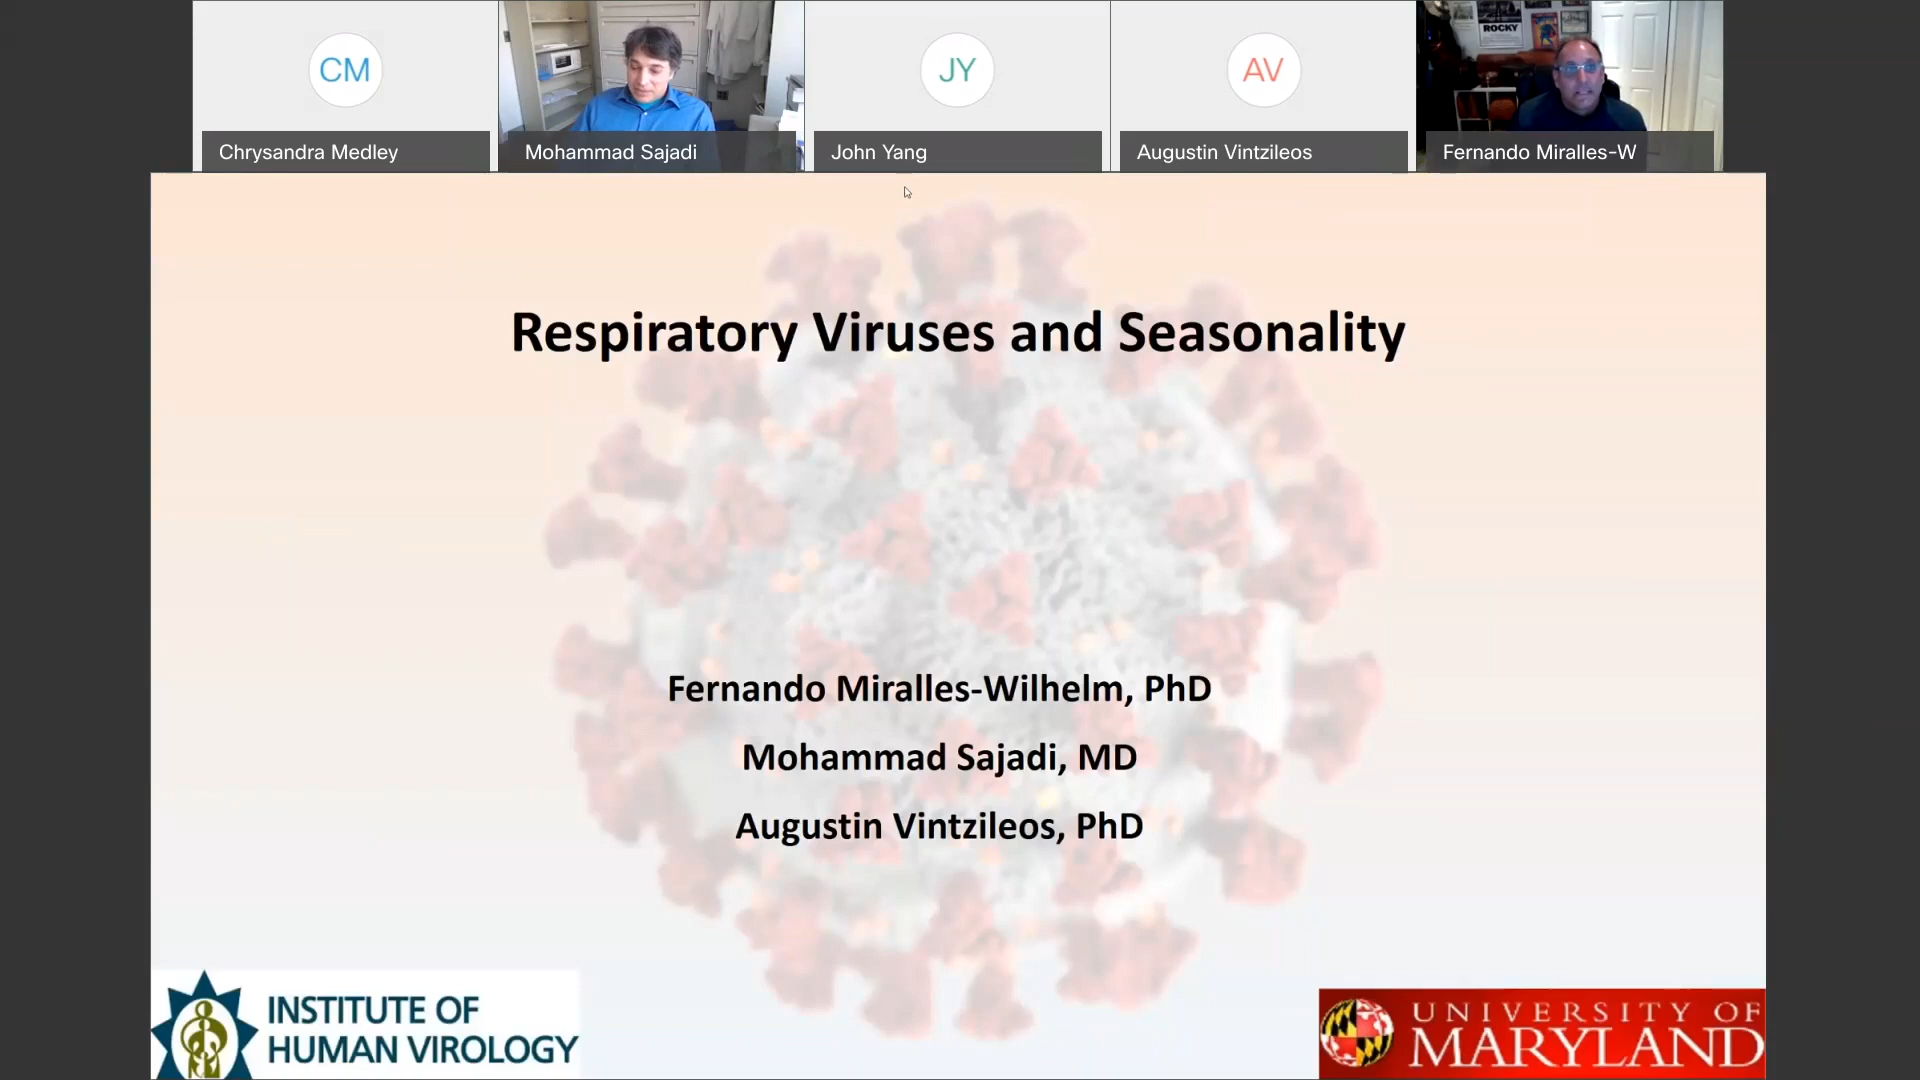 CM
JY
AV
ROCKY
Chrysandra Medley
Mohammad Sajadi
John Yang
Augustin Vintzileos
Fernando Miralles-W
Respiratory Viruses and Seasonality
Fernando Miralles-Wilhelm, PhD
Mohammad Sajadi, MD
Augustin Vintzileos, PhD
INSTITUTE OF
HUMAN VIROLOGY
UNIVERSITY OF
MARYLAND